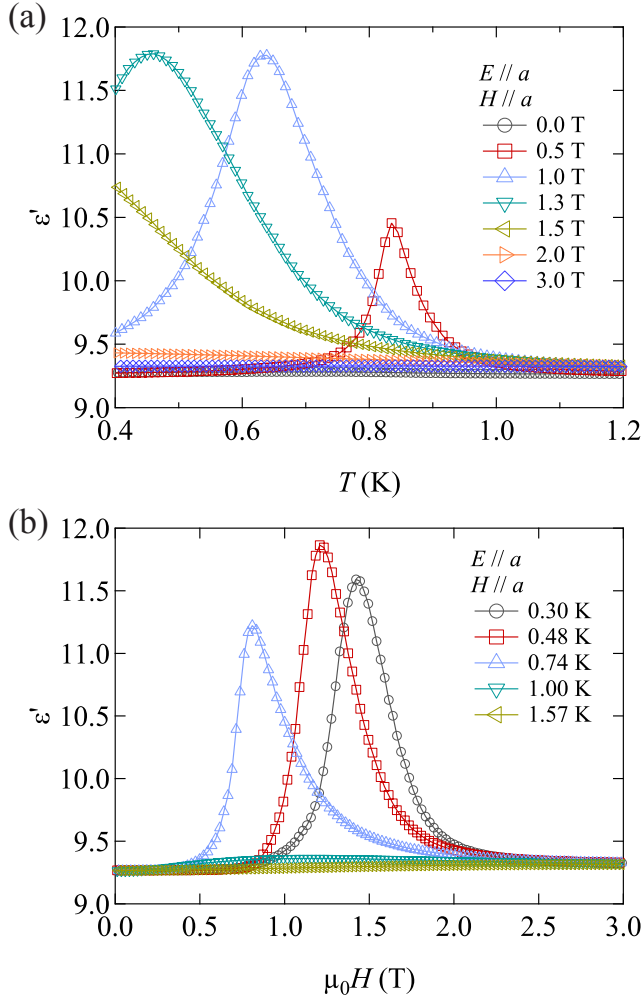 (a)
12.0
11.5
11.0
10.5
10.0
9.5
9.0
ε'
E // a
H // a
0.0 T
0.5 T
1.0 T
1.3 T
1.5 T
2.0 T
3.0 T
0.4 0.6 0.8 1.0 1.2
T (K)
(b)
12.0
11.5
11.0
10.5
10.0
9.5
9.0
ε'
E // a
H // a
0.30 K
0.48 K
0.74 K
1.00 K
1.57 K
0.0 0.5 1.0 1.5 2.0 2.5 3.0
μ₀H (T)